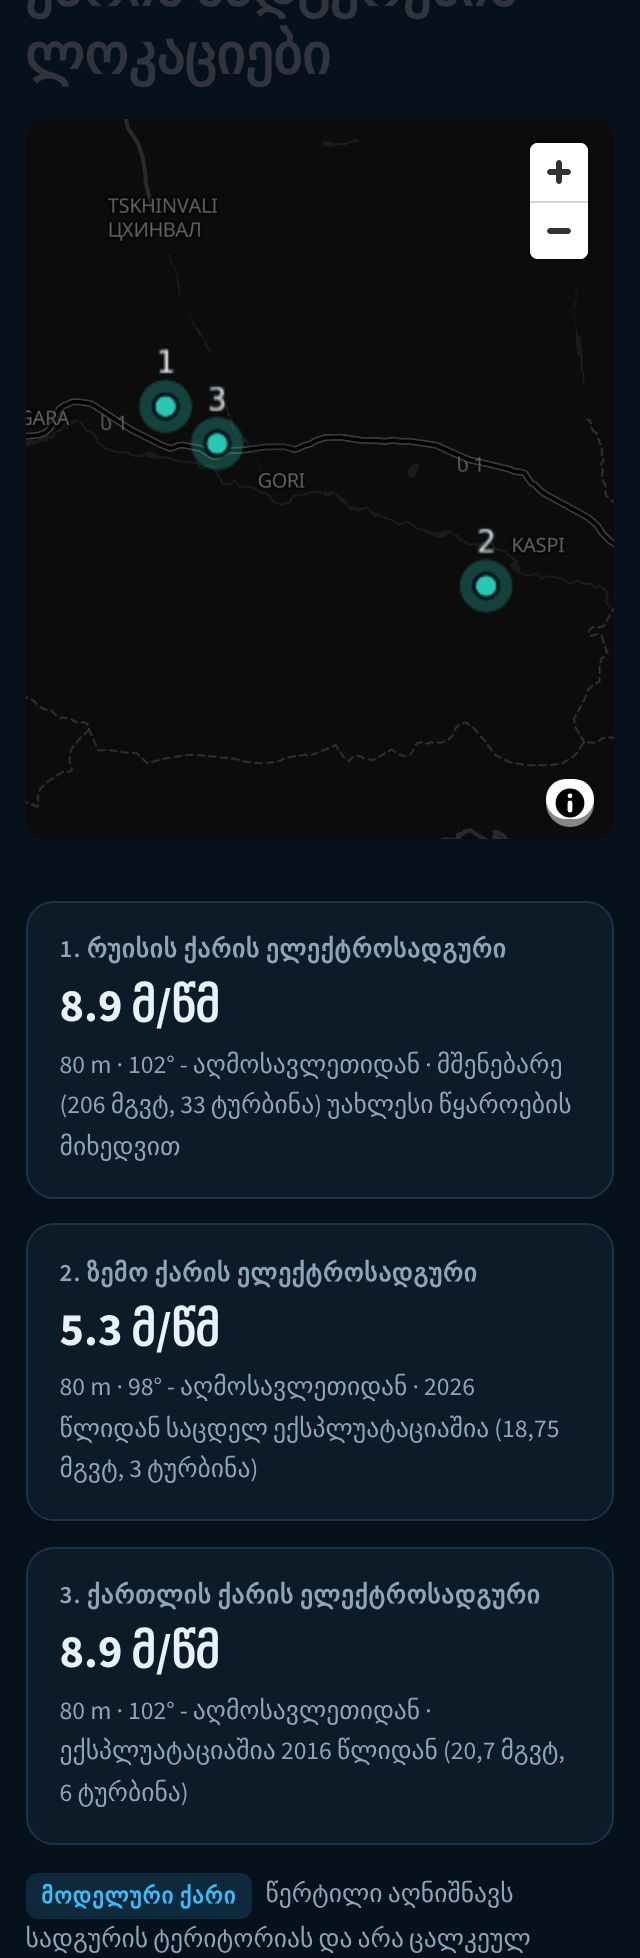 ლოკაციები
TSKHINVALI
ЦХИНВАЛ
1
3
GARA
ს 1
GORI
ს 1
2
KASPI
1. რუისის ქარის ელექტროსადგური
8.9 მ/წმ
80 m · 102° - აღმოსავლეთიდან · მშენებარე
(206 მგვტ, 33 ტურბინა) უახლესი წყაროების
მიხედვით
2. ზემო ქარის ელექტროსადგური
5.3 მ/წმ
80 m · 98° - აღმოსავლეთიდან · 2026
წლიდან საცდელ ექსპლუატაციაშია (18,75
მგვტ, 3 ტურბინა)
3. ქართლის ქარის ელექტროსადგური
8.9 მ/წმ
80 m · 102° - აღმოსავლეთიდან ·
ექსპლუატაციაშია 2016 წლიდან (20,7 მგვტ,
6 ტურბინა)
მოდელური ქარი წერტილი აღნიშნავს
სადგურის ტერიტორიას და არა ცალკეულ